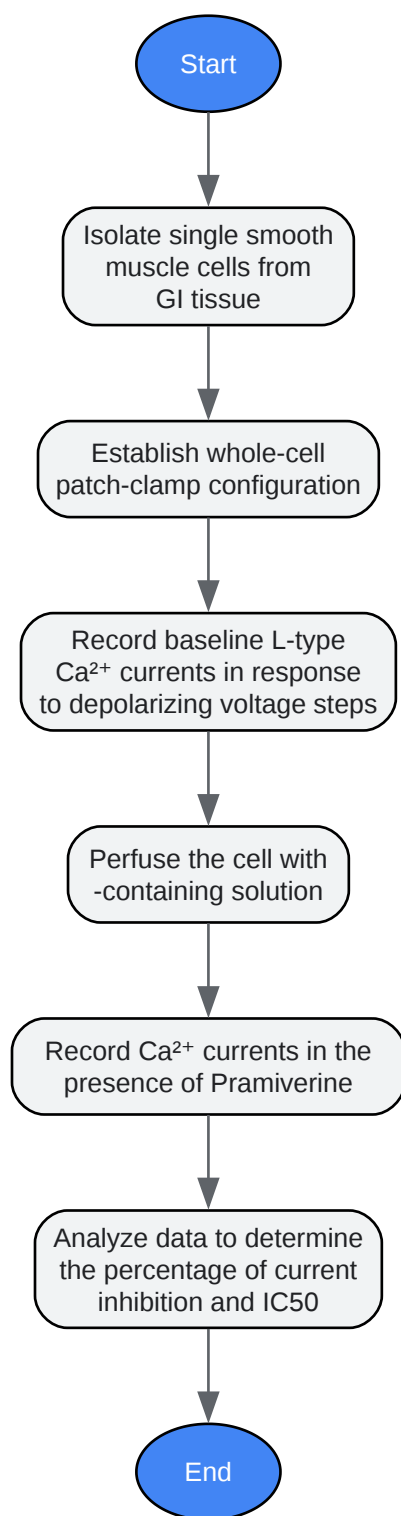 Start
Isolate single smooth
muscle cells from
GI tissue
Establish whole-cell
patch-clamp configuration
Record baseline L-type
Ca²⁺ currents in response
to depolarizing voltage steps
Perfuse the cell with
-containing solution
Record Ca²⁺ currents in the
presence of Pramiverine
Analyze data to determine
the percentage of current
inhibition and IC50
End